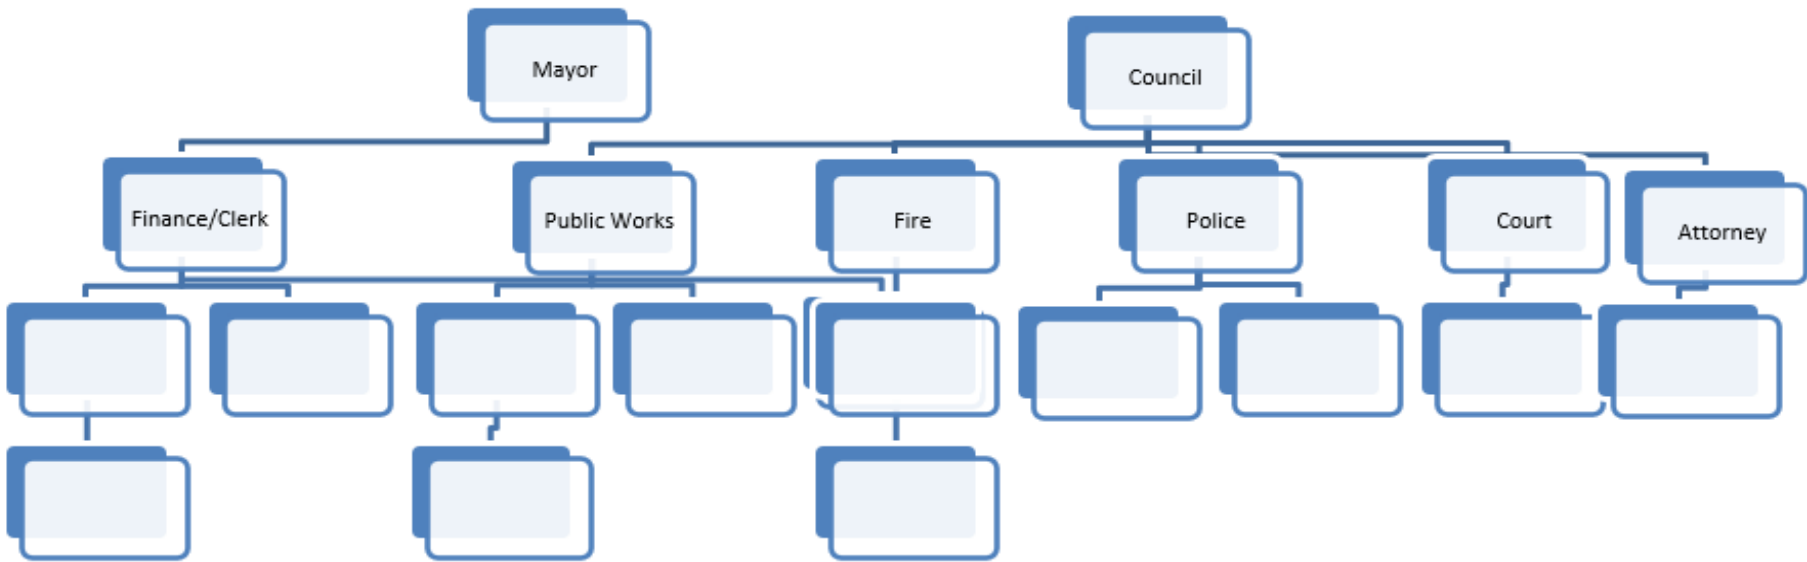 Mayor
Council
Finance/Clerk
Public Works
Fire
Police
Court
Attorney